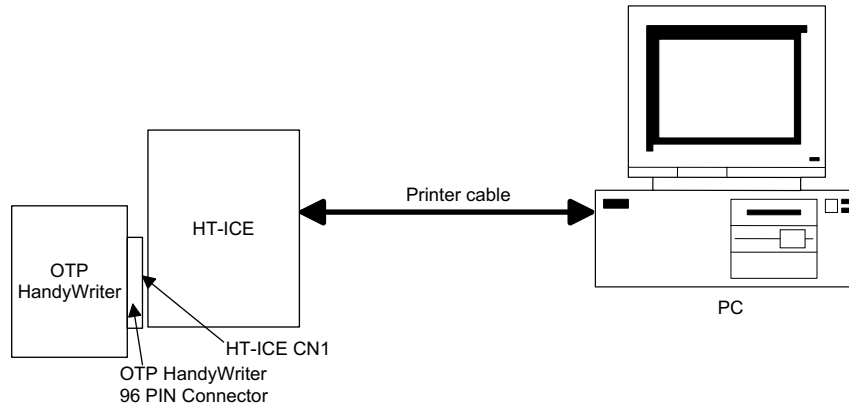 Printer cable
HT-ICE
OTP
HandyWriter
PC
HT-ICE CN1
OTP HandyWriter
96 PIN Connector